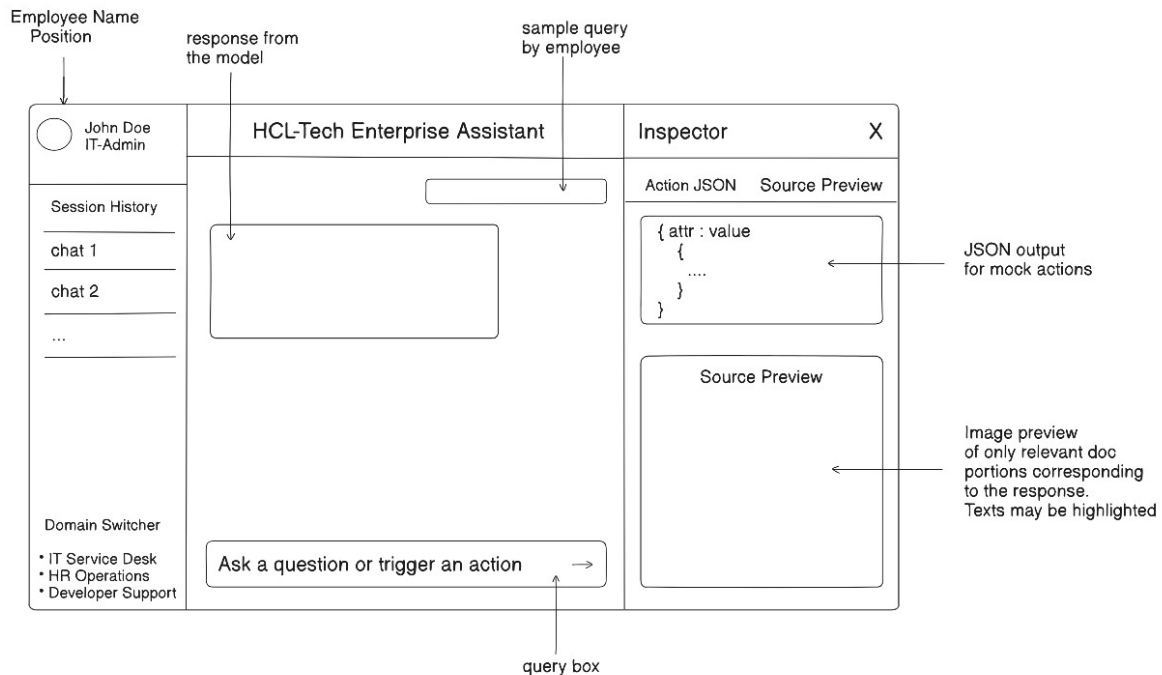 Employee Name
Position
response from
the model
sample query
by employee
John Doe
IT-Admin
HCL-Tech Enterprise Assistant
Inspector
X
Session History
chat 1
chat 2
...
Domain Switcher
• IT Service Desk
• HR Operations
• Developer Support
Ask a question or trigger an action
query box
Action JSON
Source Preview
{ attr : value
{
....
}
}
Source Preview
JSON output
for mock actions
Image preview
of only relevant doc
portions corresponding
to the response.
Texts may be highlighted